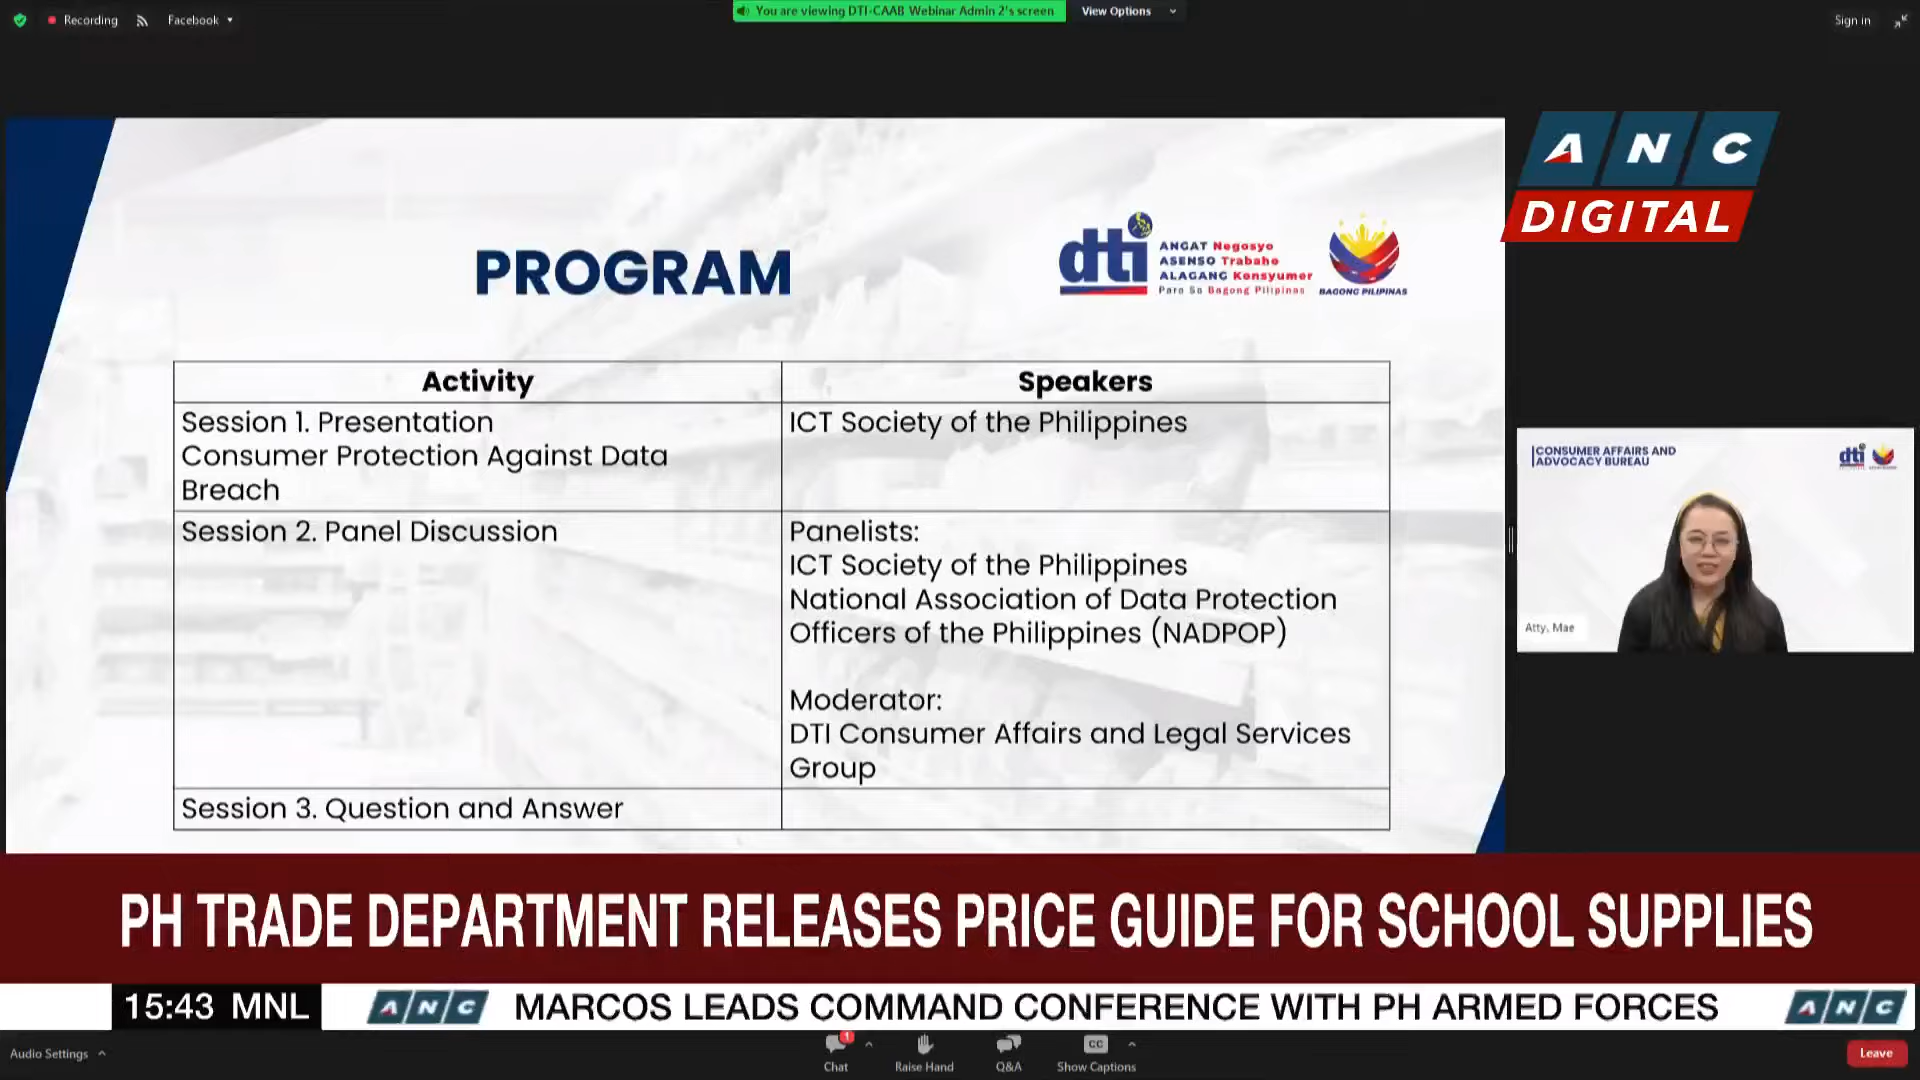 Recording
Facebook
You are viewing DTI-CAAB Webinar Admin 2's screen
View Options
Sign in
ANC
DIGITAL
PROGRAM
dti
ANGAT Negosyo
ASENSO Trabaho
ALAGANG Konsyumer
Para Sa Bagong Pilipinas
BAGONG PILIPINAS
Activity
Speakers
Session 1. Presentation
Consumer Protection Against Data
Breach
ICT Society of the Philippines
Session 2. Panel Discussion
Panelists:
ICT Society of the Philippines
National Association of Data Protection
Officers of the Philippines (NADPOP)
Moderator:
DTI Consumer Affairs and Legal Services
Group
Session 3. Question and Answer
CONSUMER AFFAIRS AND
ADVOCACY BUREAU
dti
Atty. Mae
PH TRADE DEPARTMENT RELEASES PRICE GUIDE FOR SCHOOL SUPPLIES
15:43 MNL
ANC
MARCOS LEADS COMMAND CONFERENCE WITH PH ARMED FORCES
ANC
Audio Settings
1
Chat
Raise Hand
Q&A
CC
Show Captions
Leave